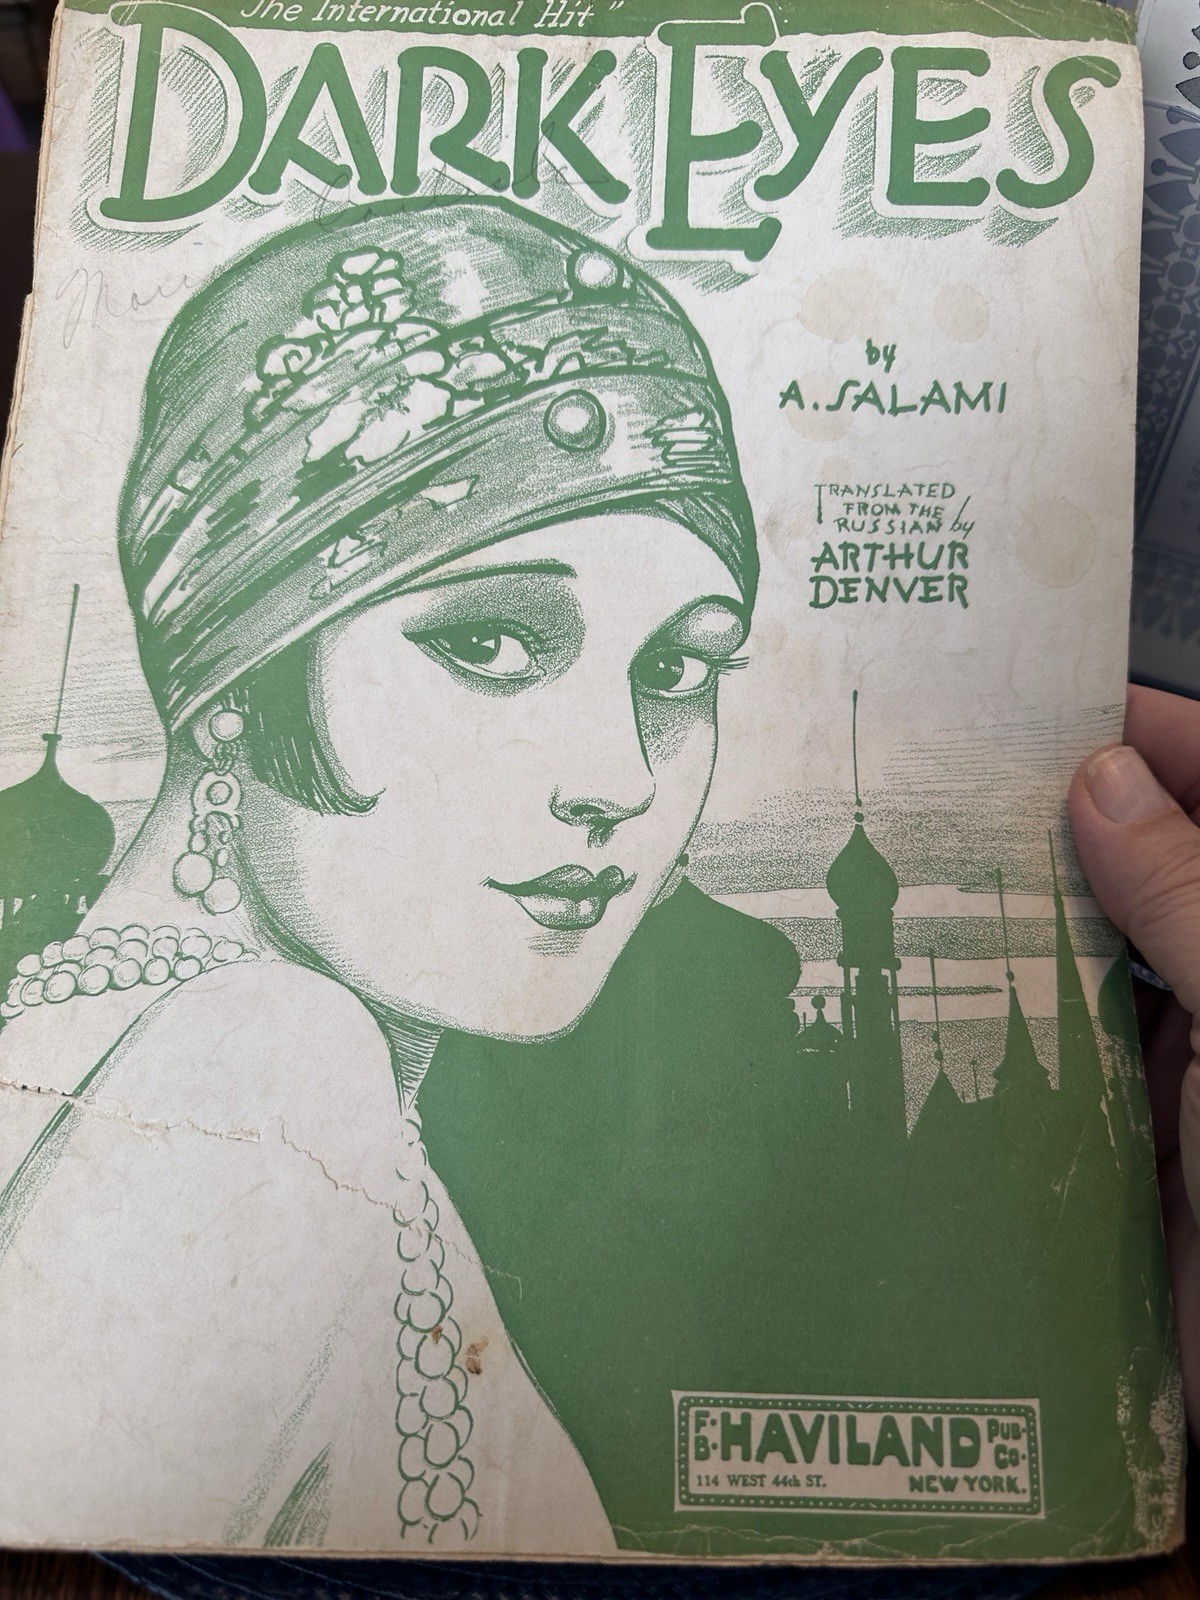 "The International Hit"
DARK EYES
by
A. SALAMI
TRANSLATED
FROM THE
RUSSIAN by
ARTHUR
DENVER
F. B. HAVILAND PUB. CO.
114 WEST 44th ST. NEW YORK.